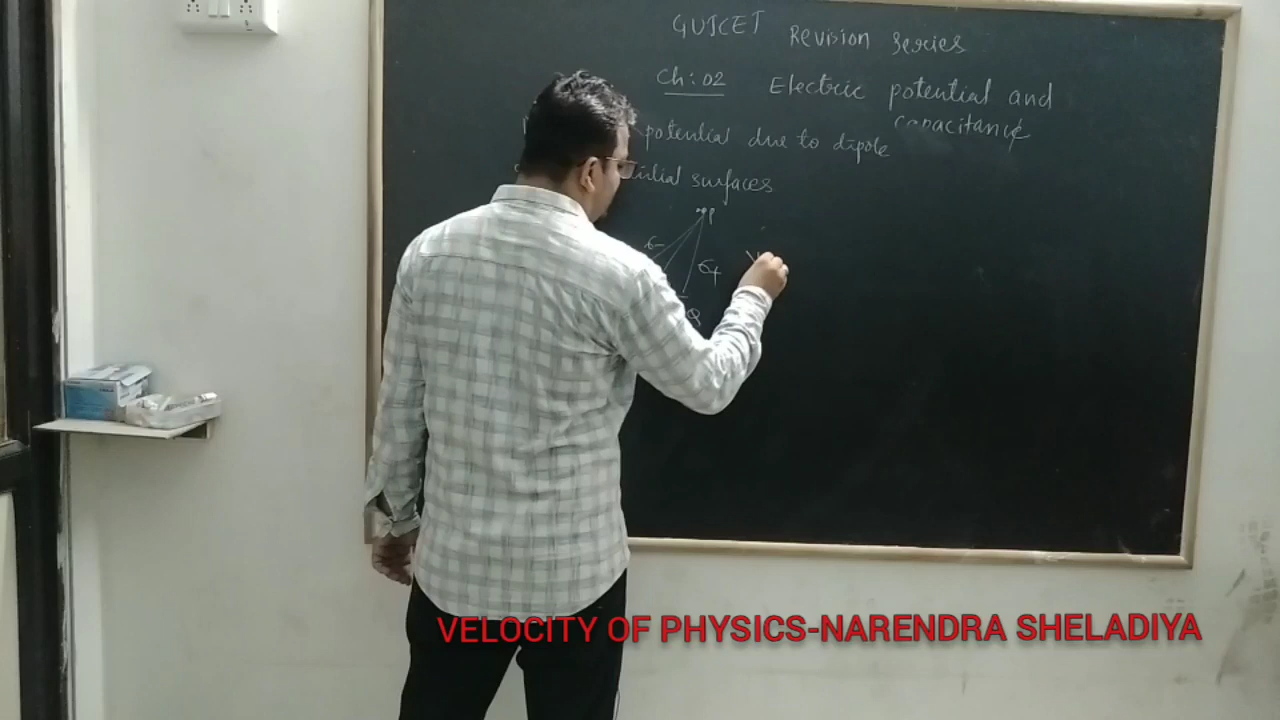 GUJCET Revision Series
Ch: 02 Electric potential and
capacitance
potential due to dipole
surfaces
P
VELOCITY OF PHYSICS-NARENDRA SHELADIYA